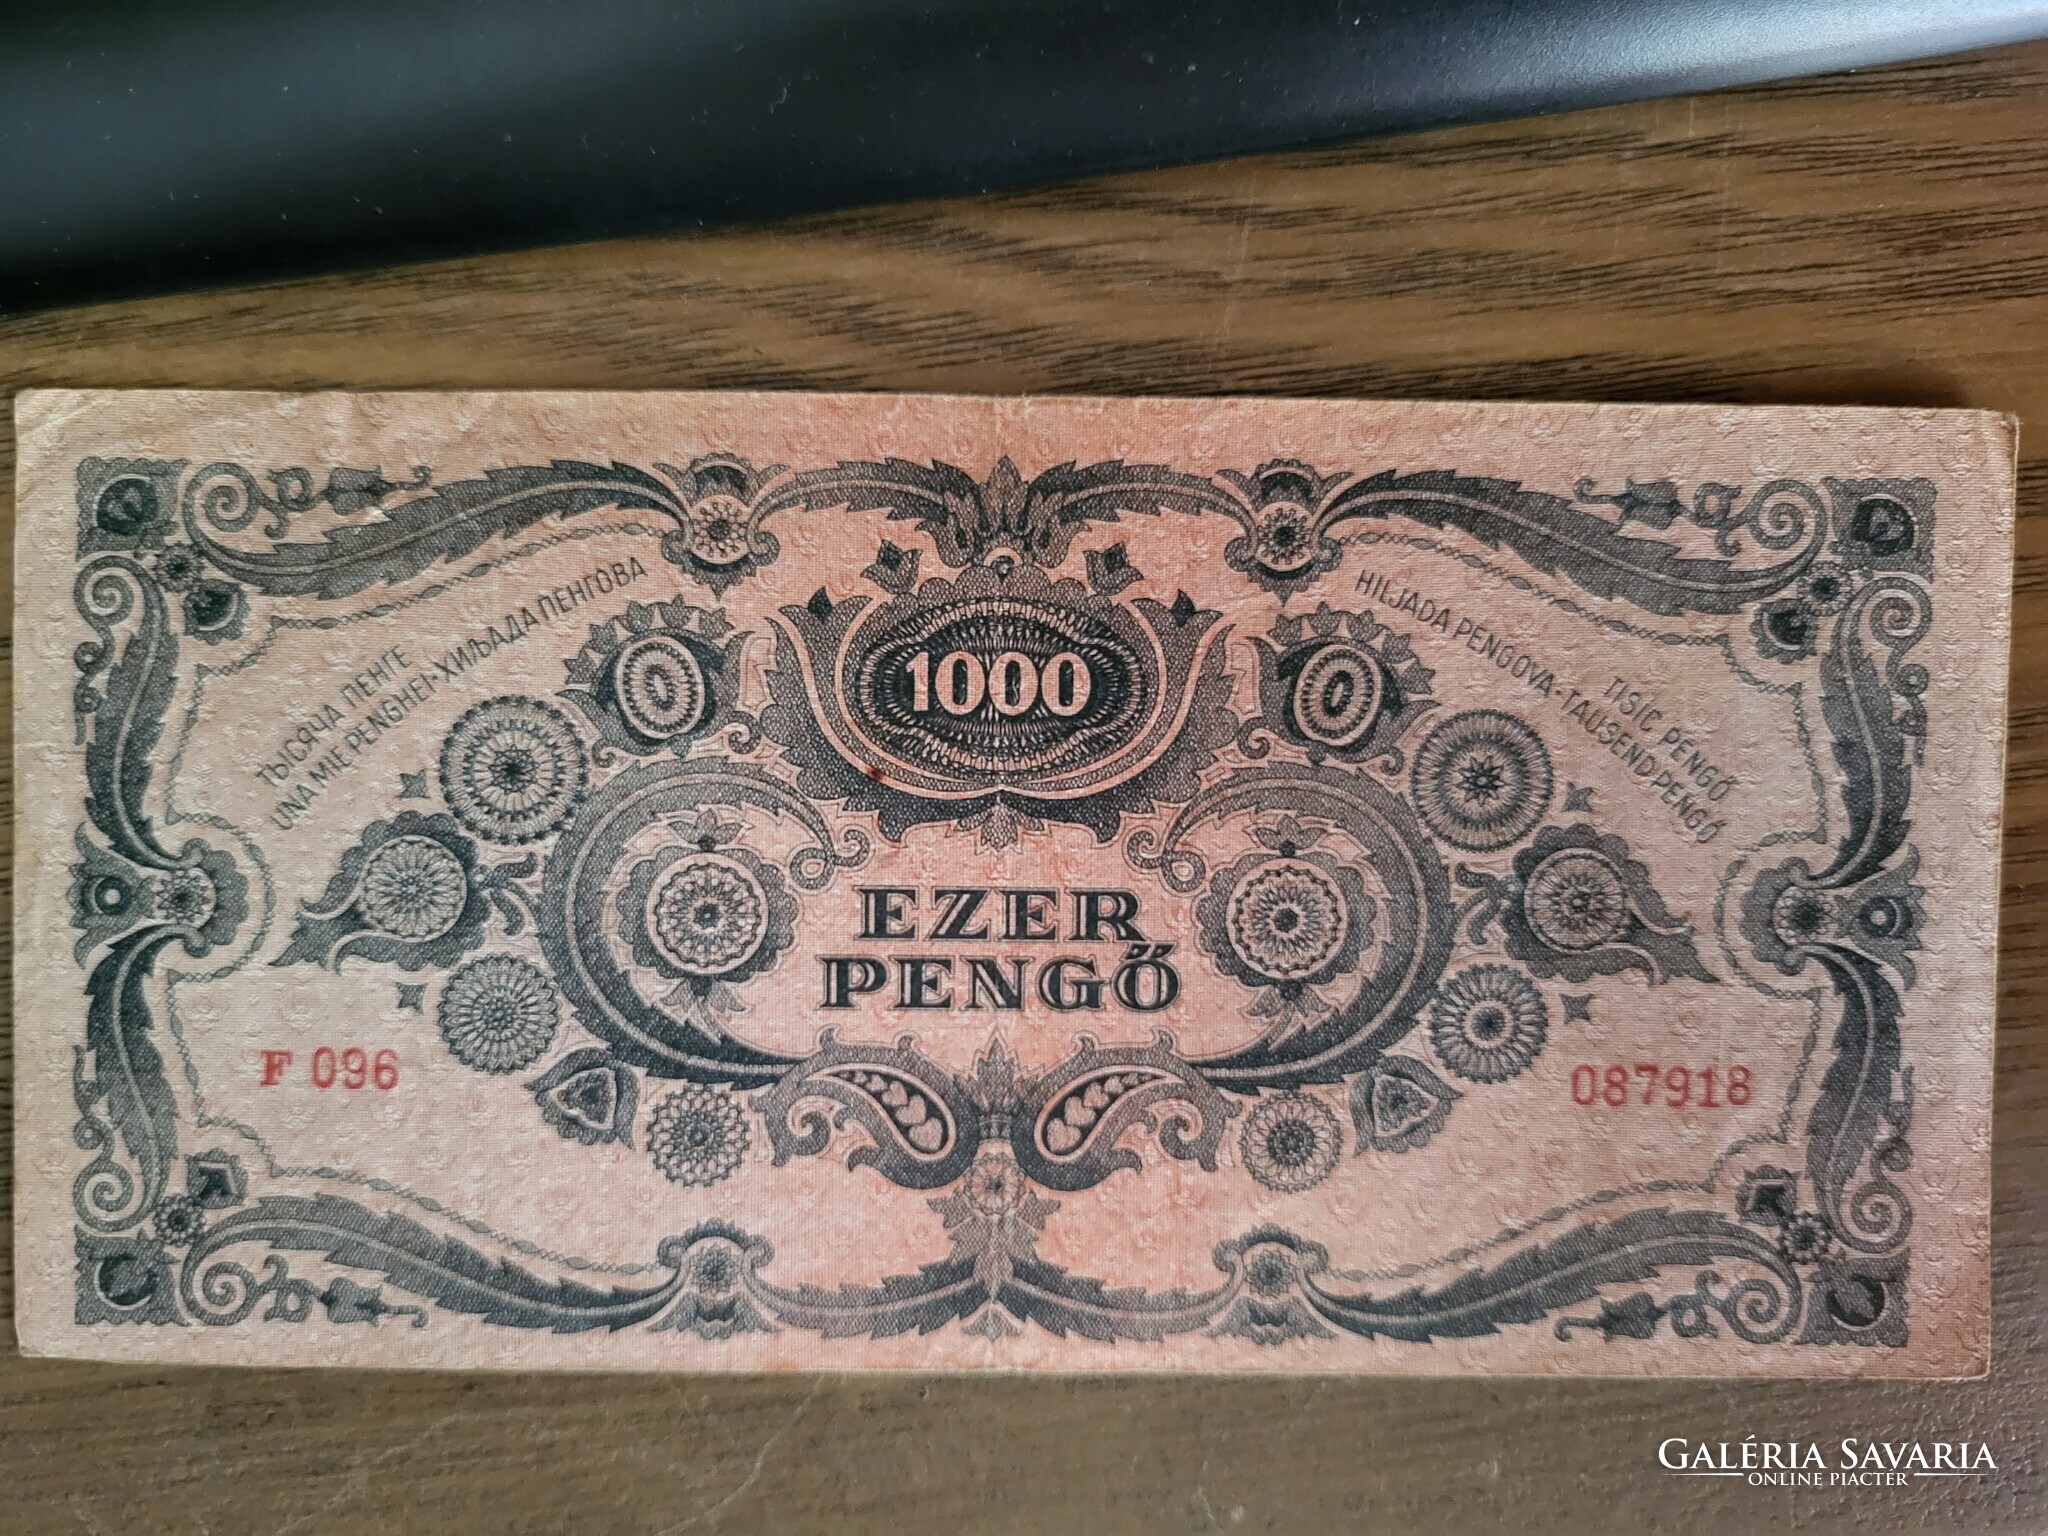 ТЫСЯЧА ПЕНГЕ
UNA MIE PENGHEI-ХИЉАДА ПЕНГОВА
HILJADA PENGOVA-TAUSEND PENGŐ
TISÍC PENGŐ
1000
EZER
PENGŐ
F 096
087918
GALÉRIA SAVARIA
ONLINE PIACTÉR